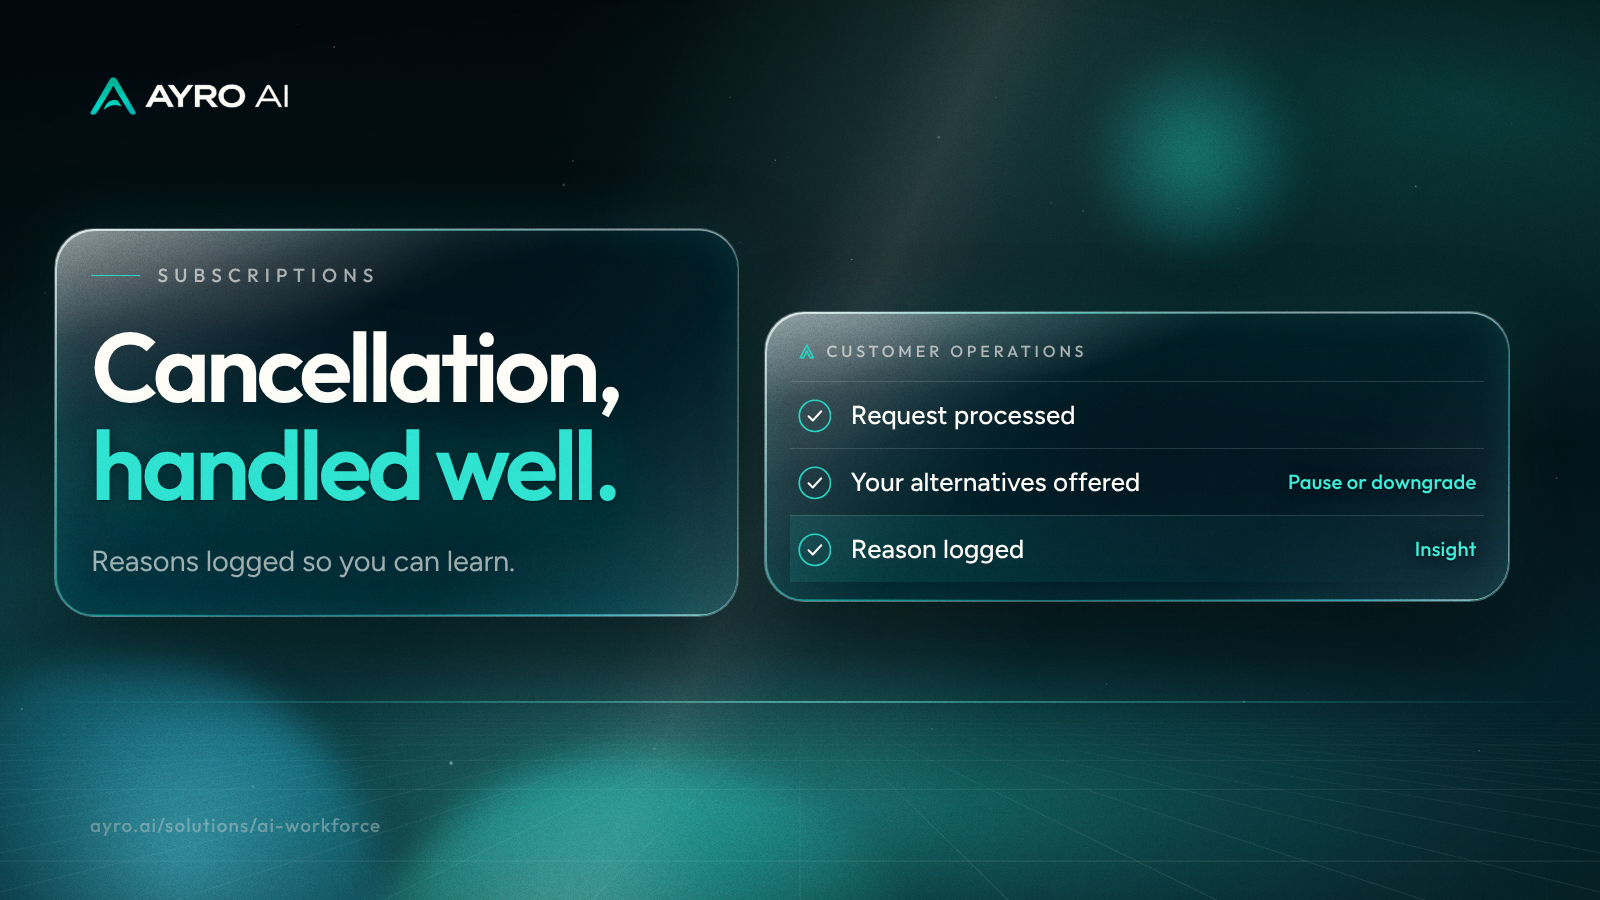 AYRO AI
SUBSCRIPTIONS
Cancellation,
handled well.
Reasons logged so you can learn.
CUSTOMER OPERATIONS
Request processed
Your alternatives offered Pause or downgrade
Reason logged Insight
ayro.ai/solutions/ai-workforce